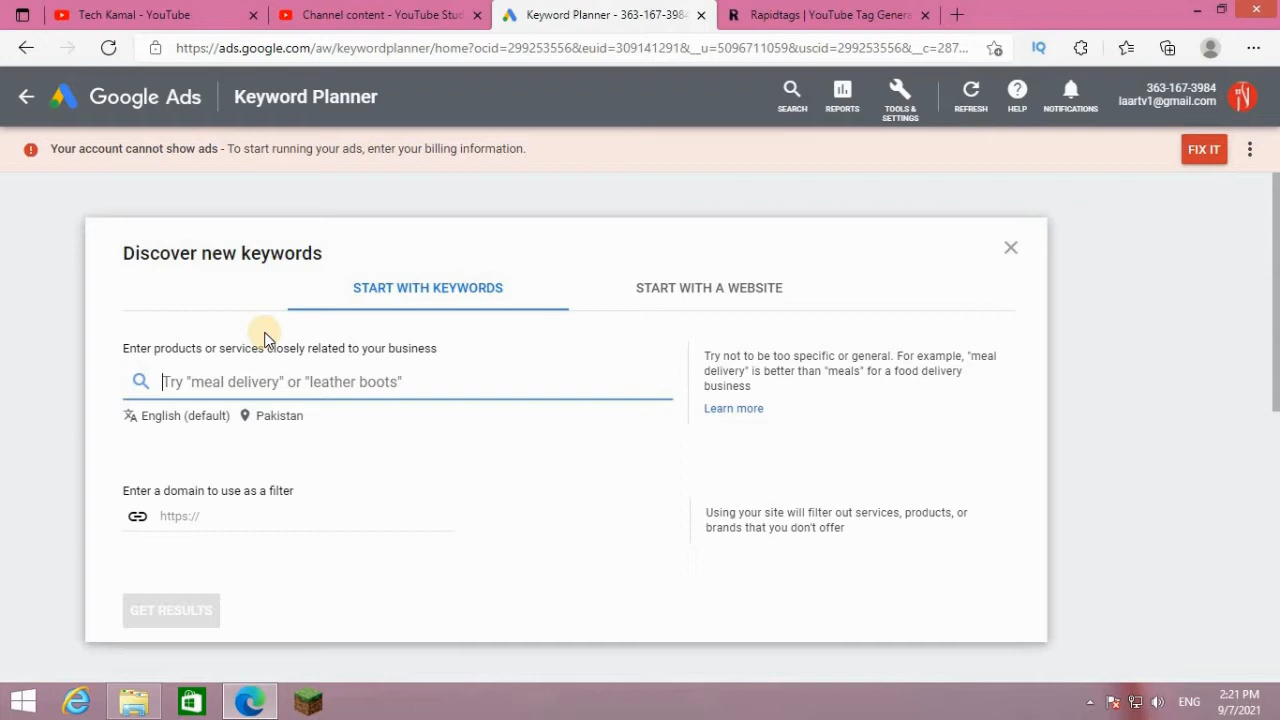 Tech Kamal - YouTube
Channel content - YouTube Stud
Keyword Planner - 363-167-3984
R Rapidtags | YouTube Tag Genera
https://ads.google.com/aw/keywordplanner/home?ocid=299253556&euid=309141291&__u=5096711059&uscid=299253556&__c=287...
IQ
Google Ads
Keyword Planner
SEARCH
REPORTS
TOOLS &
SETTINGS
REFRESH
HELP
NOTIFICATIONS
363-167-3984
laartv1@gmail.com
Your account cannot show ads - To start running your ads, enter your billing information.
FIX IT
Discover new keywords
START WITH KEYWORDS
START WITH A WEBSITE
Enter products or services closely related to your business
Try "meal delivery" or "leather boots"
English (default)
Pakistan
Try not to be too specific or general. For example, "meal
delivery" is better than "meals" for a food delivery
business
Learn more
Enter a domain to use as a filter
https://
Using your site will filter out services, products, or
brands that you don't offer
GET RESULTS
ENG
2:21 PM
9/7/2021